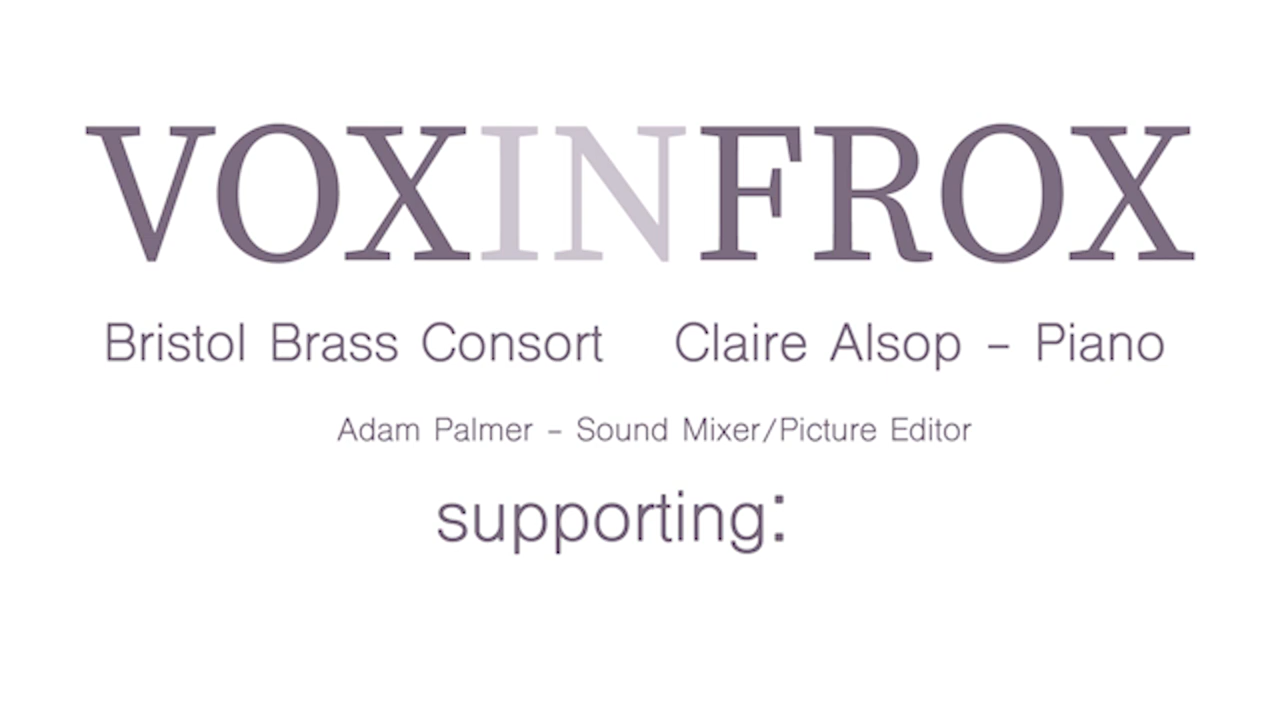 VOXINFROX
Bristol Brass Consort Claire Alsop - Piano
Adam Palmer - Sound Mixer/Picture Editor
supporting: